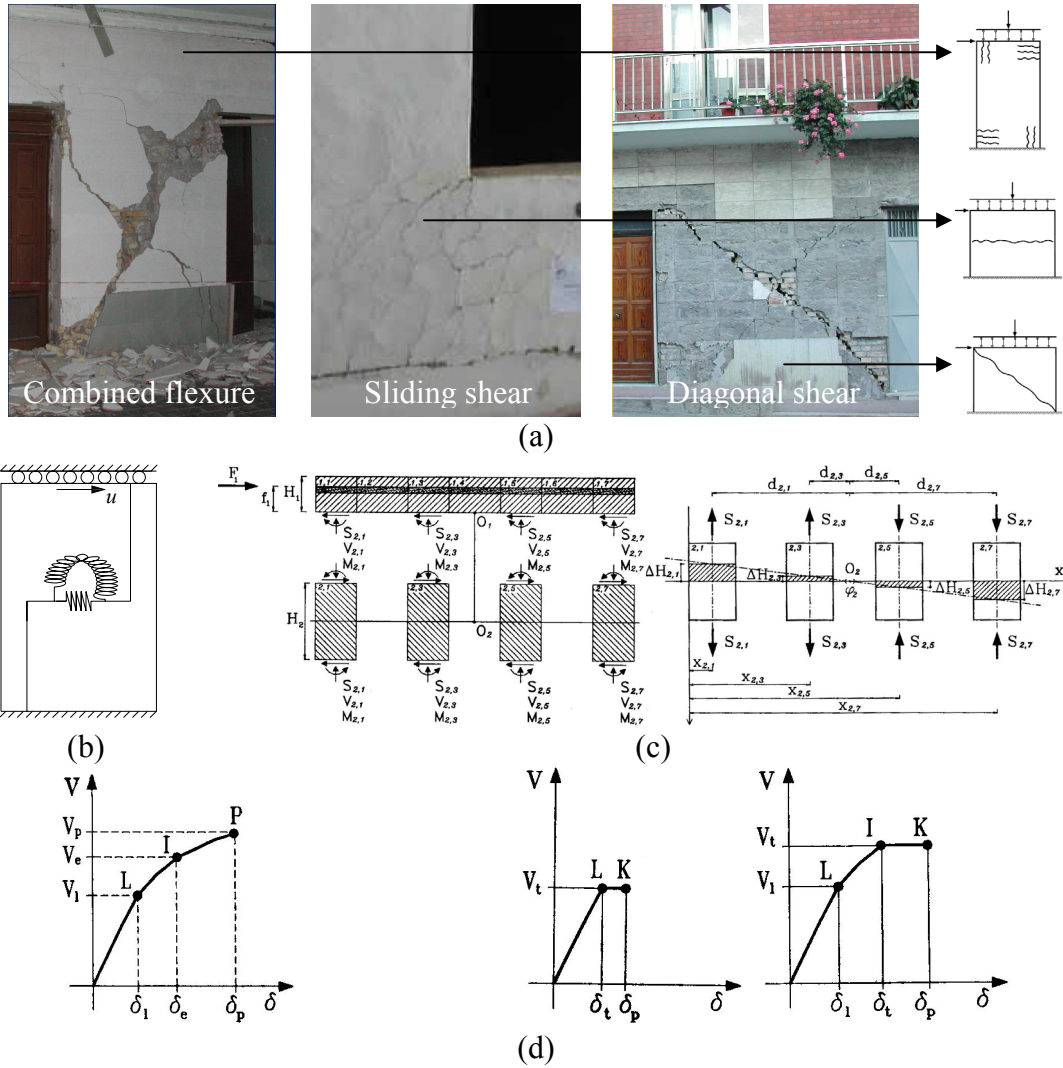 Combined flexure
Sliding shear
Diagonal shear
(a)
u
(b)
F₁
f₁
H₁
1,1 1,2 1,3 1,4 1,5 1,6 1,7
O₁
S₂,₁ S₂,₃ S₂,₅ S₂,₇
V₂,₁ V₂,₃ V₂,₅ V₂,₇
M₂,₁ M₂,₃ M₂,₅ M₂,₇
2,1 2,3 2,5 2,7
H₂
O₂
S₂,₁ S₂,₃ S₂,₅ S₂,₇
V₂,₁ V₂,₃ V₂,₅ V₂,₇
M₂,₁ M₂,₃ M₂,₅ M₂,₇
d₂,₃ d₂,₅
d₂,₁ d₂,₇
S₂,₁ S₂,₃ S₂,₅ S₂,₇
2,1 2,3 2,5 2,7
ΔH₂,₁ ΔH₂,₃ O₂ φ₂ ΔH₂,₅ ΔH₂,₇ x
S₂,₁ S₂,₃ S₂,₅ S₂,₇
x₂,₁
x₂,₃
x₂,₅
x₂,₇
(c)
V
Vp P
Ve I
Vl L
δl δe δp δ
V
Vt L K
δt δp δ
V
Vt I K
Vl L
δl δt δp δ
(d)